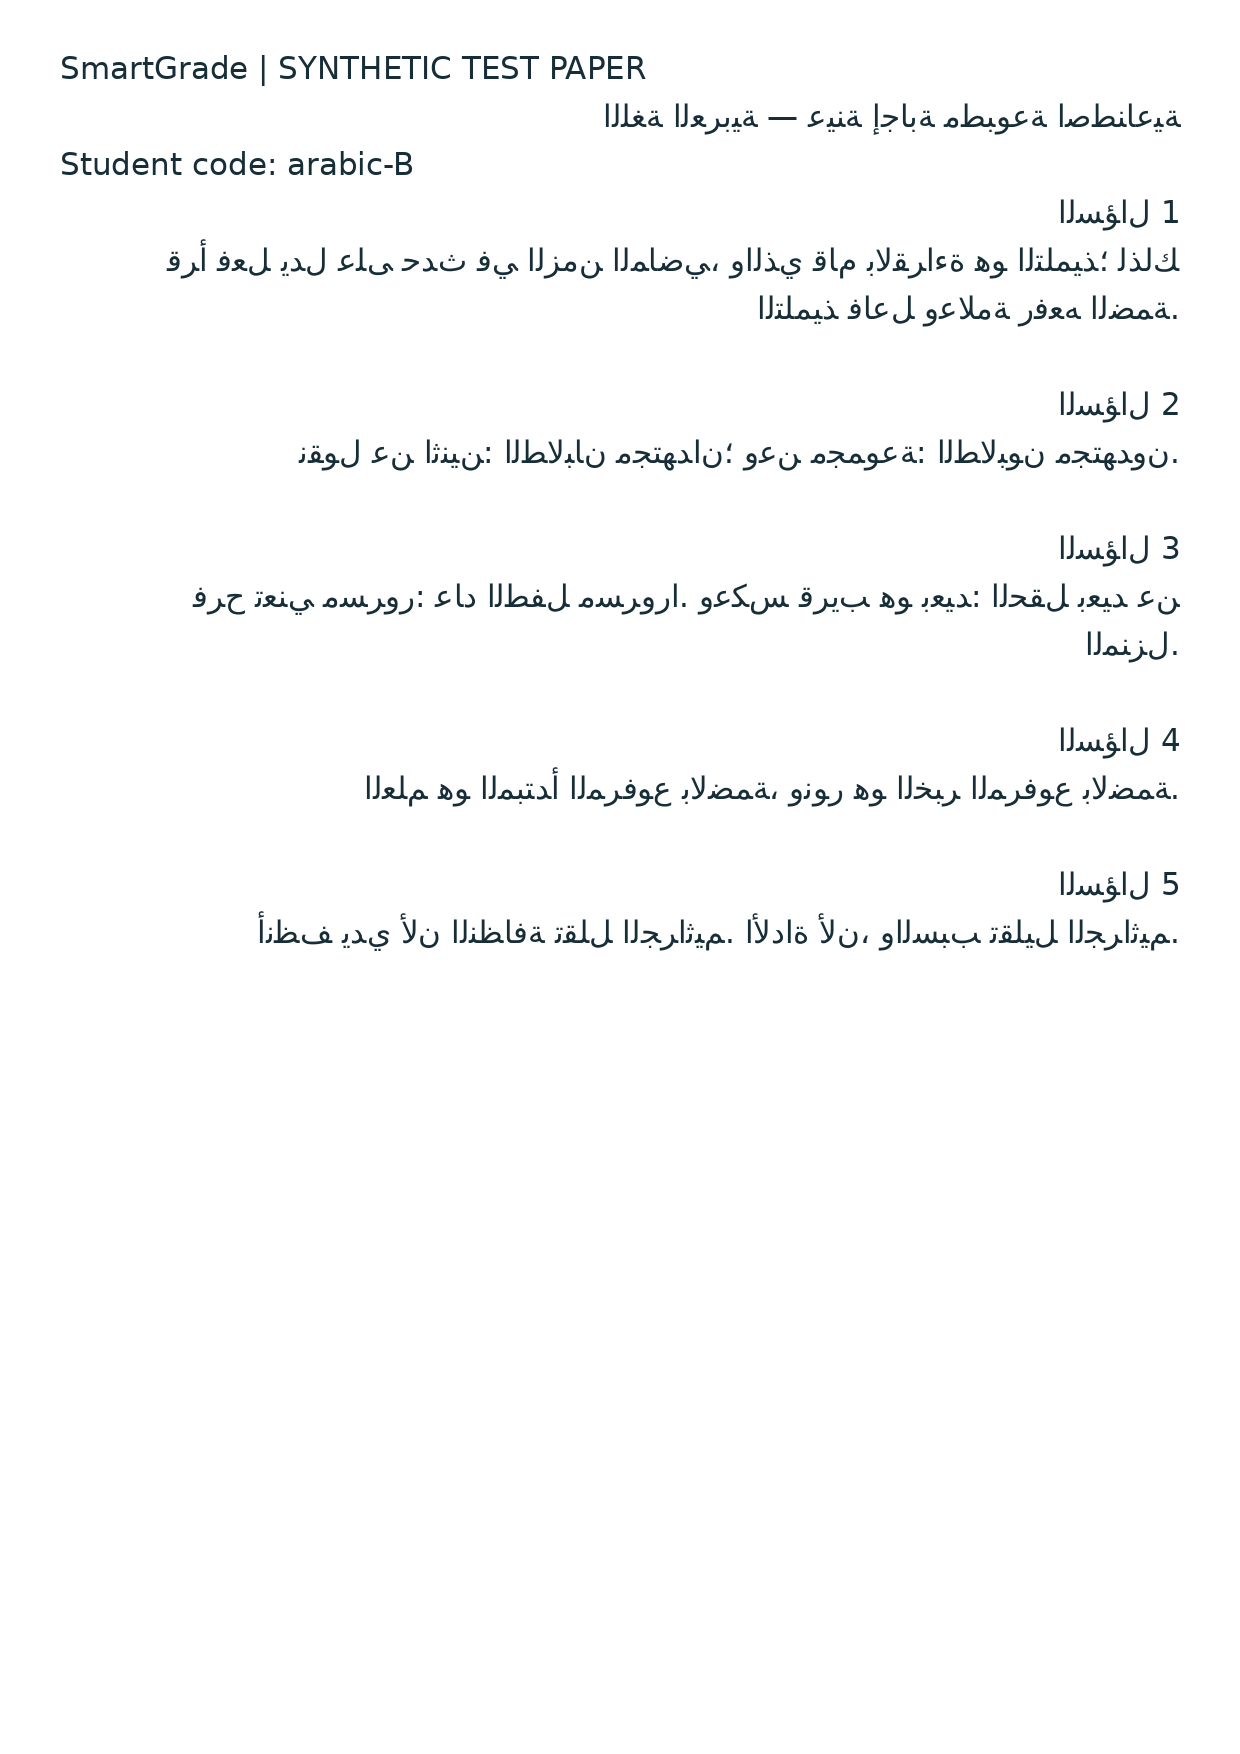 SmartGrade | SYNTHETIC TEST PAPER
اللغة العربية — عينة إجابة مطبوعة اصطناعية
Student code: arabic-B
السؤال 1
قرأ فعل يدل على حدث في الزمن الماضي، والذي قام بالقراءة هو التلميذ؛ لذلك
التلميذ فاعل وعلامة رفعه الضمة.
السؤال 2
نقول عن اثنين: الطالبان مجتهدان؛ وعن مجموعة: الطالبون مجتهدون.
السؤال 3
فرح تعني مسرور: عاد الطفل مسرورا. وعكس قريب هو بعيد: الحقل بعيد عن
المنزل.
السؤال 4
العلم هو المبتدأ المرفوع بالضمة، ونور هو الخبر المرفوع بالضمة.
السؤال 5
أنظف يدي لأن النظافة تقلل الجراثيم. الأداة لأن، والسبب تقليل الجراثيم.